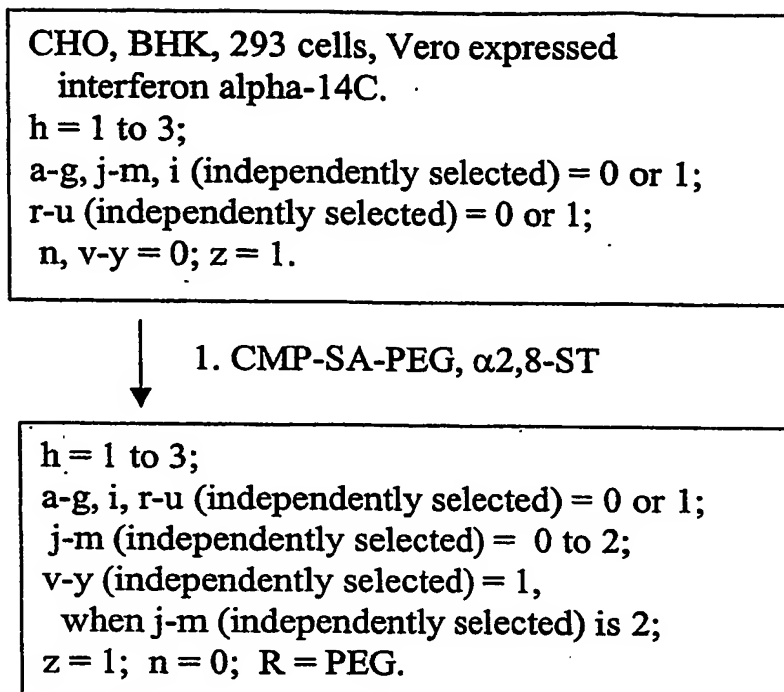 CHO, BHK, 293 cells, Vero expressed
interferon alpha-14C.
h = 1 to 3;
a-g, j-m, i (independently selected) = 0 or 1;
r-u (independently selected) = 0 or 1;
n, v-y = 0; z = 1.
1. CMP-SA-PEG, α2,8-ST
h = 1 to 3;
a-g, i, r-u (independently selected) = 0 or 1;
j-m (independently selected) = 0 to 2;
v-y (independently selected) = 1,
when j-m (independently selected) is 2;
z = 1; n = 0; R = PEG.